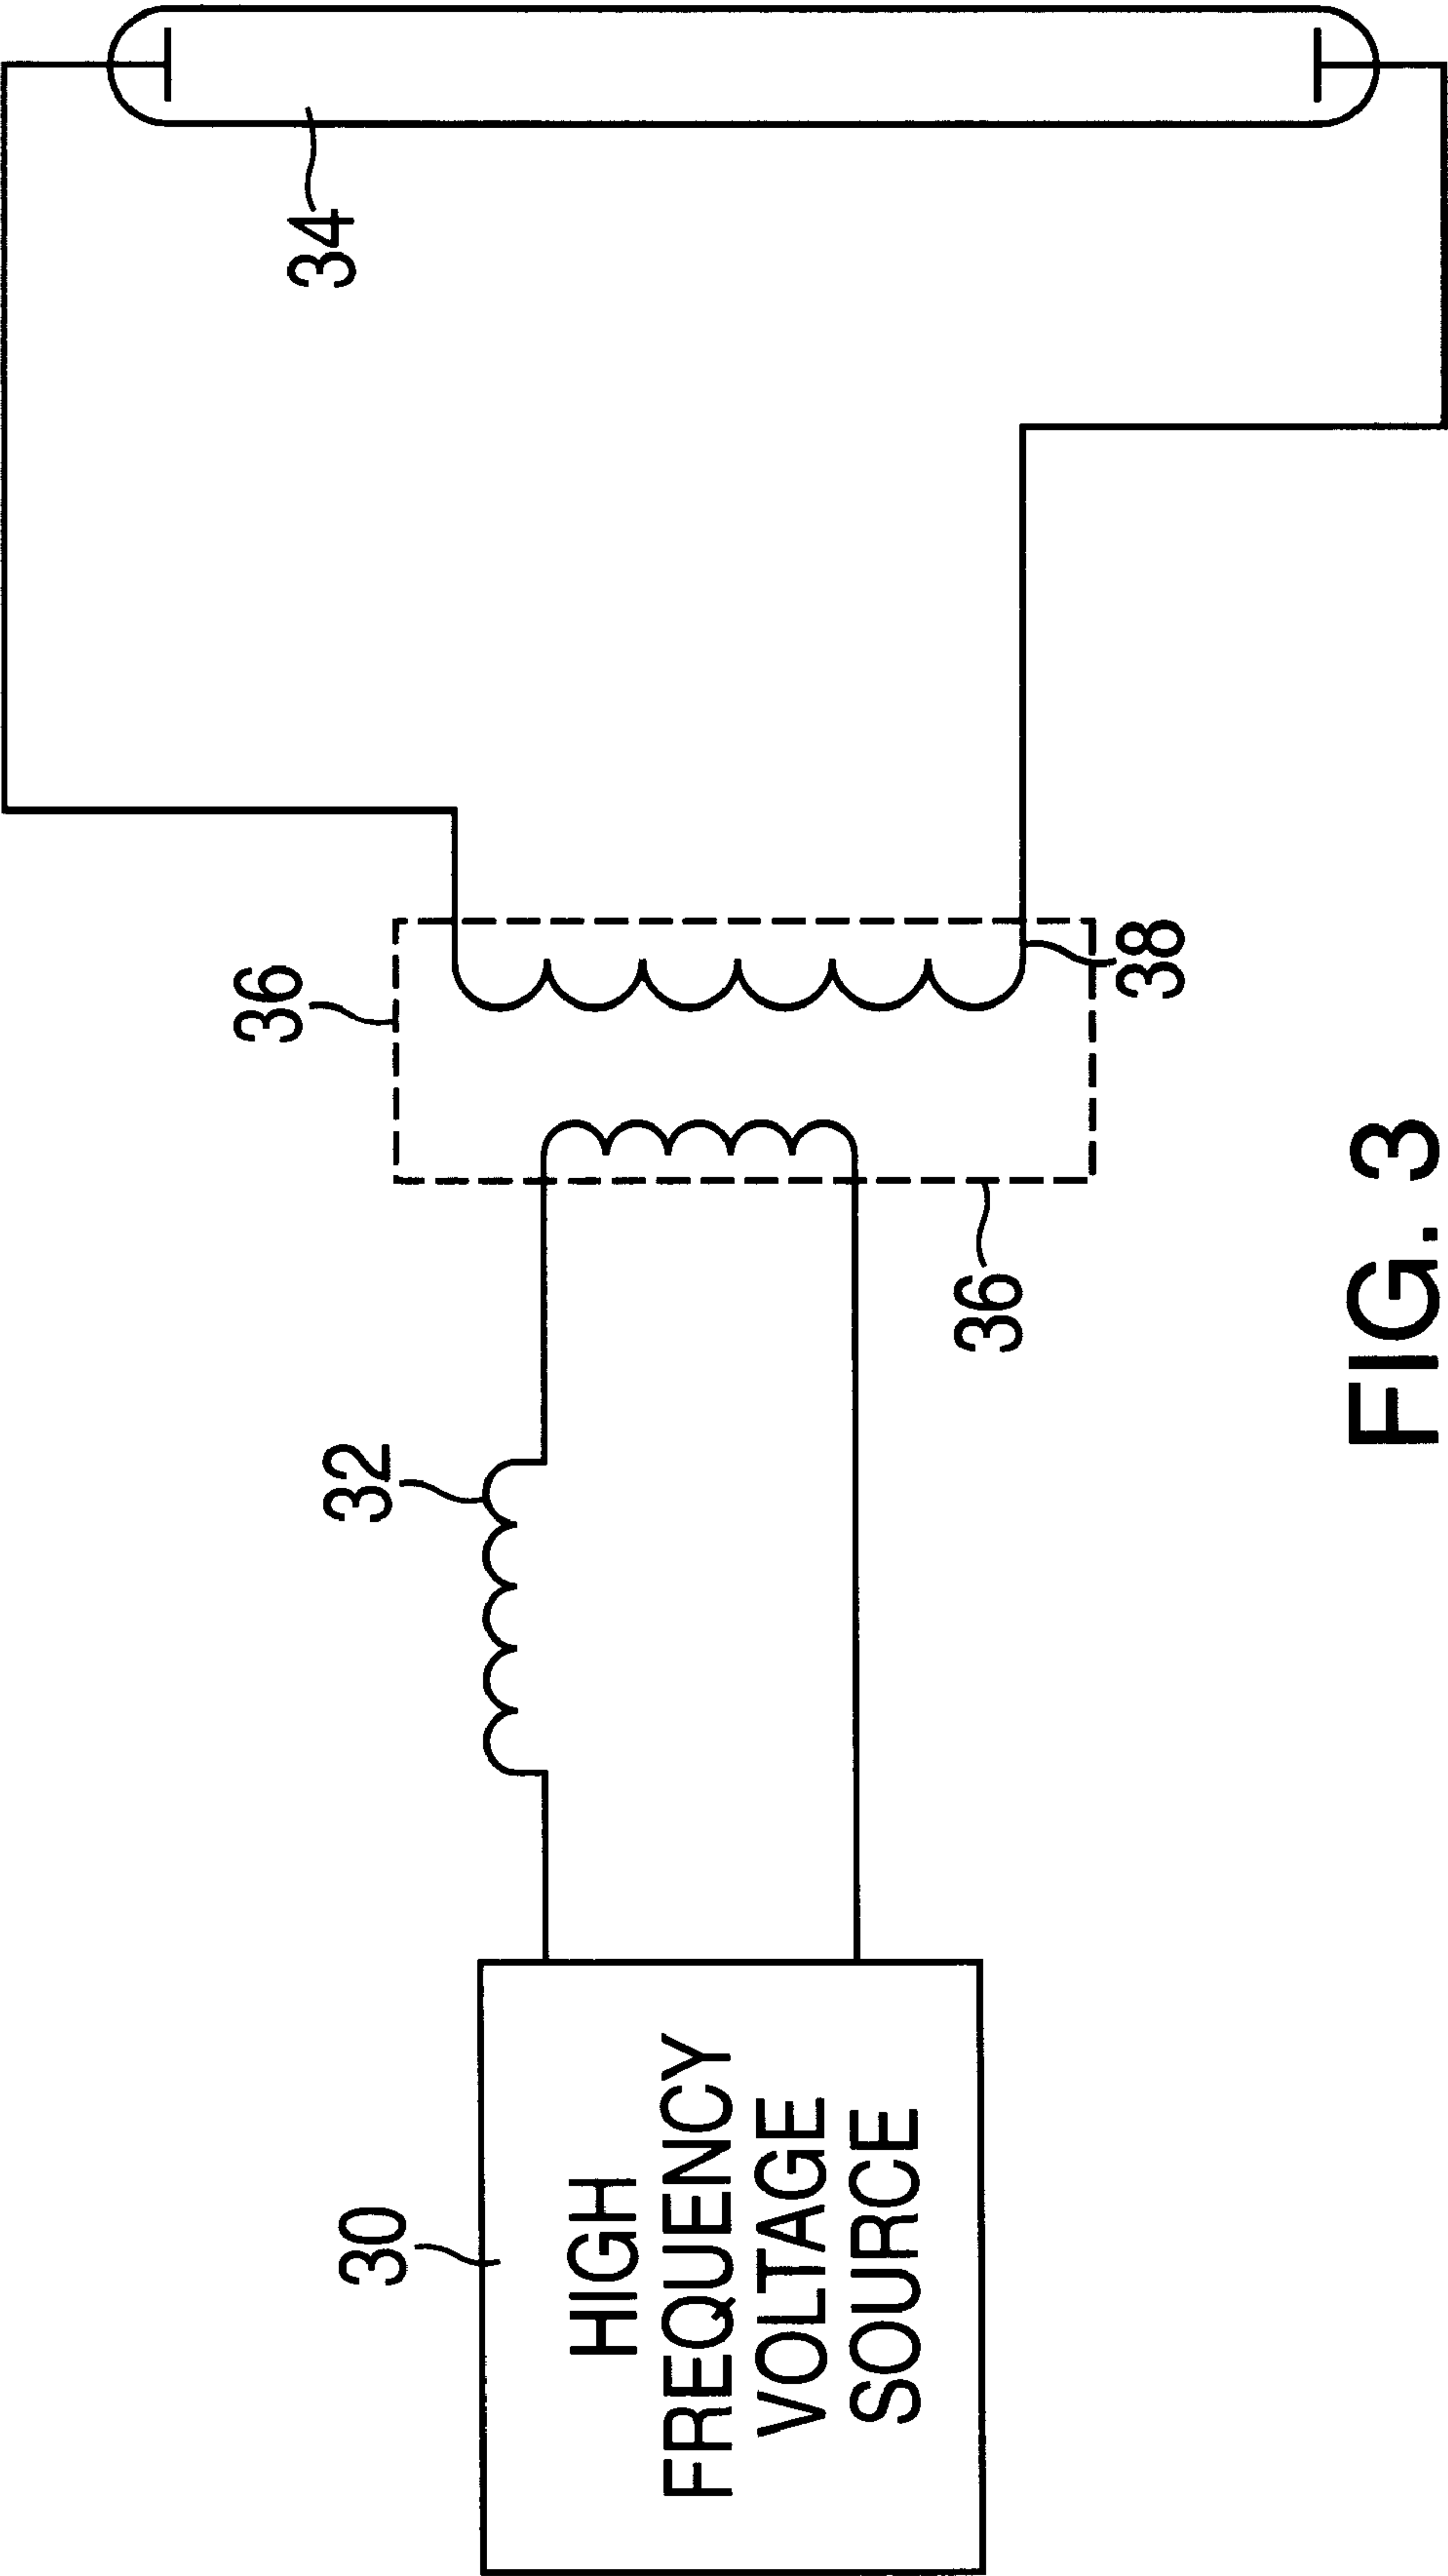 30
HIGH
FREQUENCY
VOLTAGE
SOURCE
32
36
36
38
34
FIG. 3